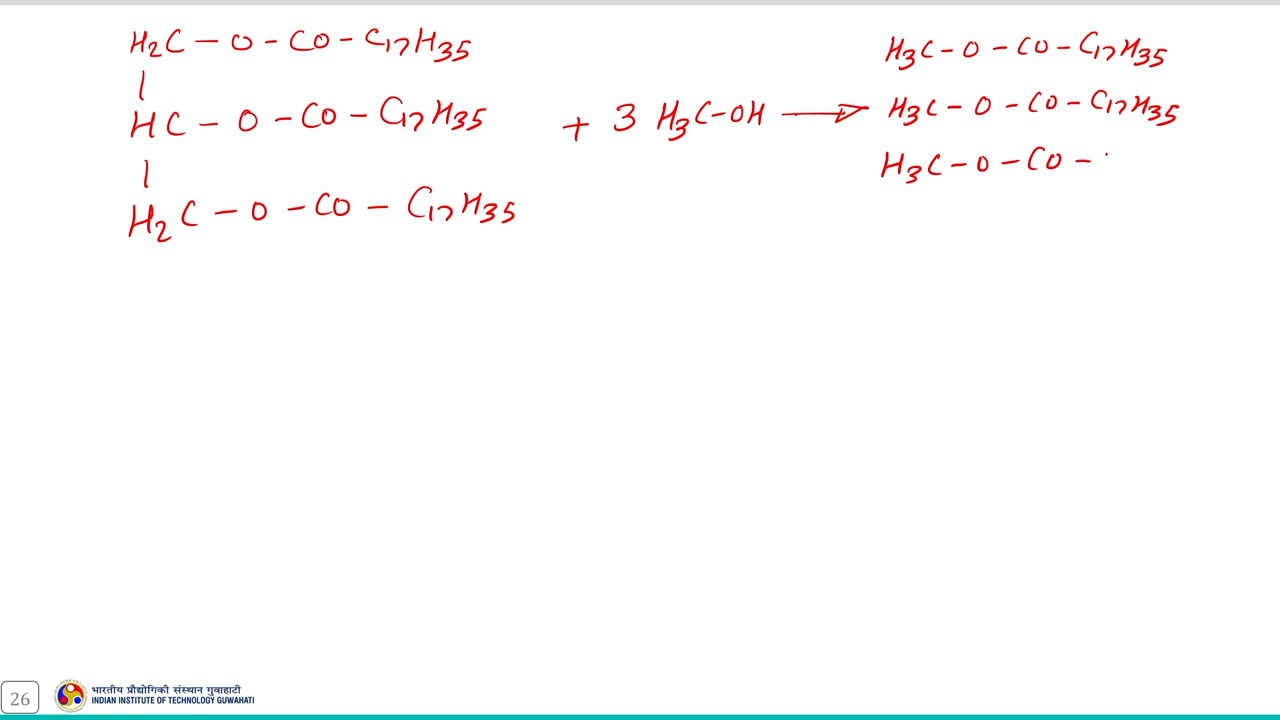 H2C - O - CO - C17H35
|
HC - O - CO - C17H35
|
H2C - O - CO - C17H35
+ 3 H3C-OH →
H3C - O - CO - C17H35
H3C - O - CO - C17H35
H3C - O - CO -
26
भारतीय प्रौद्योगिकी संस्थान गुवाहाटी
INDIAN INSTITUTE OF TECHNOLOGY GUWAHATI